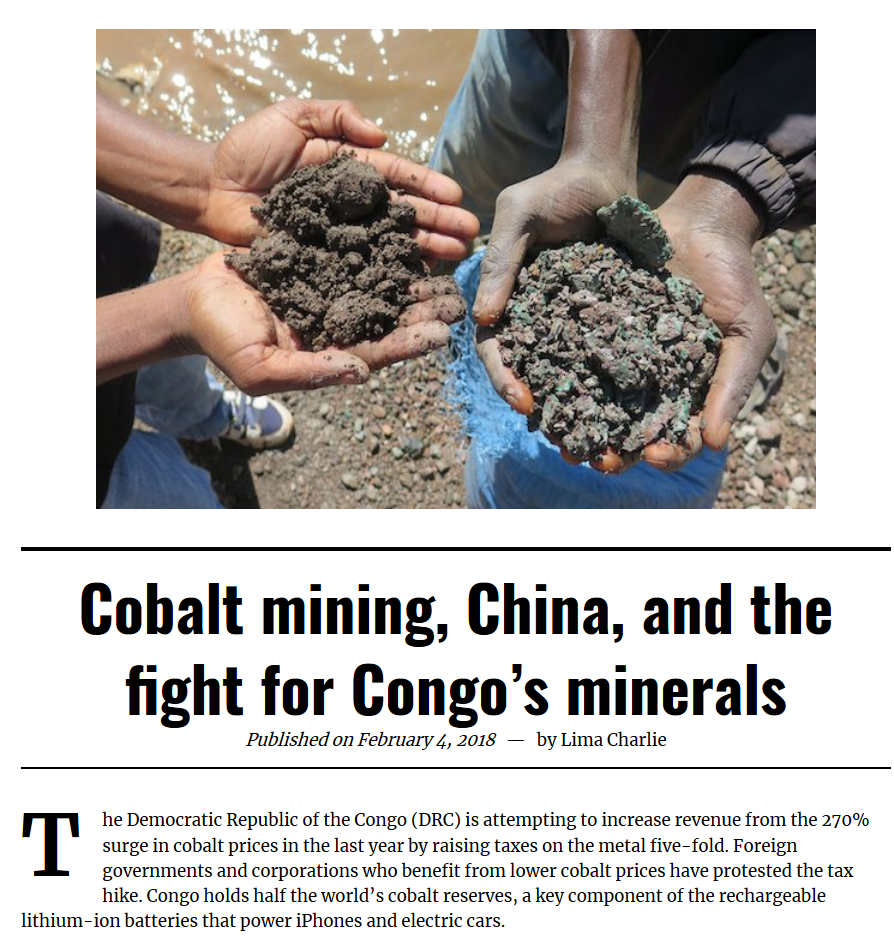 Cobalt mining, China, and the
fight for Congo’s minerals
Published on February 4, 2018 — by Lima Charlie
The Democratic Republic of the Congo (DRC) is attempting to increase revenue from the 270%
surge in cobalt prices in the last year by raising taxes on the metal five-fold. Foreign
governments and corporations who benefit from lower cobalt prices have protested the tax
hike. Congo holds half the world’s cobalt reserves, a key component of the rechargeable
lithium-ion batteries that power iPhones and electric cars.